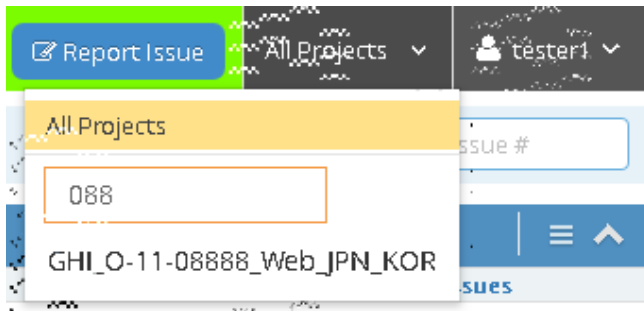 Report Issue All Projects tester1
All Projects
ssue #
088
GHI_O-11-08888_Web_JPN_KOR
ssues